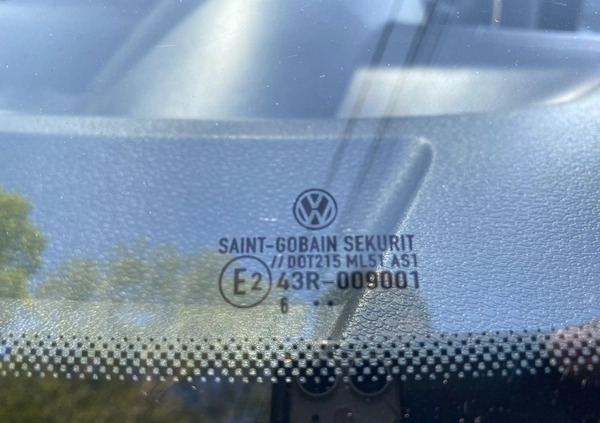 SAINT-GOBAIN SEKURIT
// DOT215 ML51 AS1
E2 43R-009001
6 ..